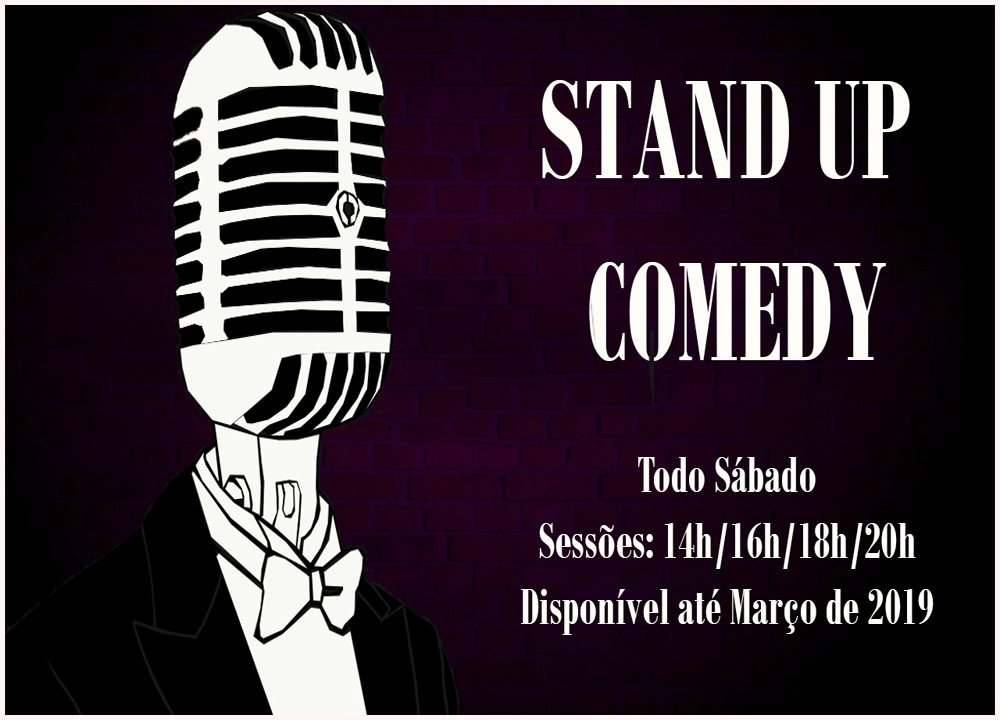 STAND UP
COMEDY
Todo Sábado
Sessões: 14h/16h/18h/20h
Disponível até Março de 2019